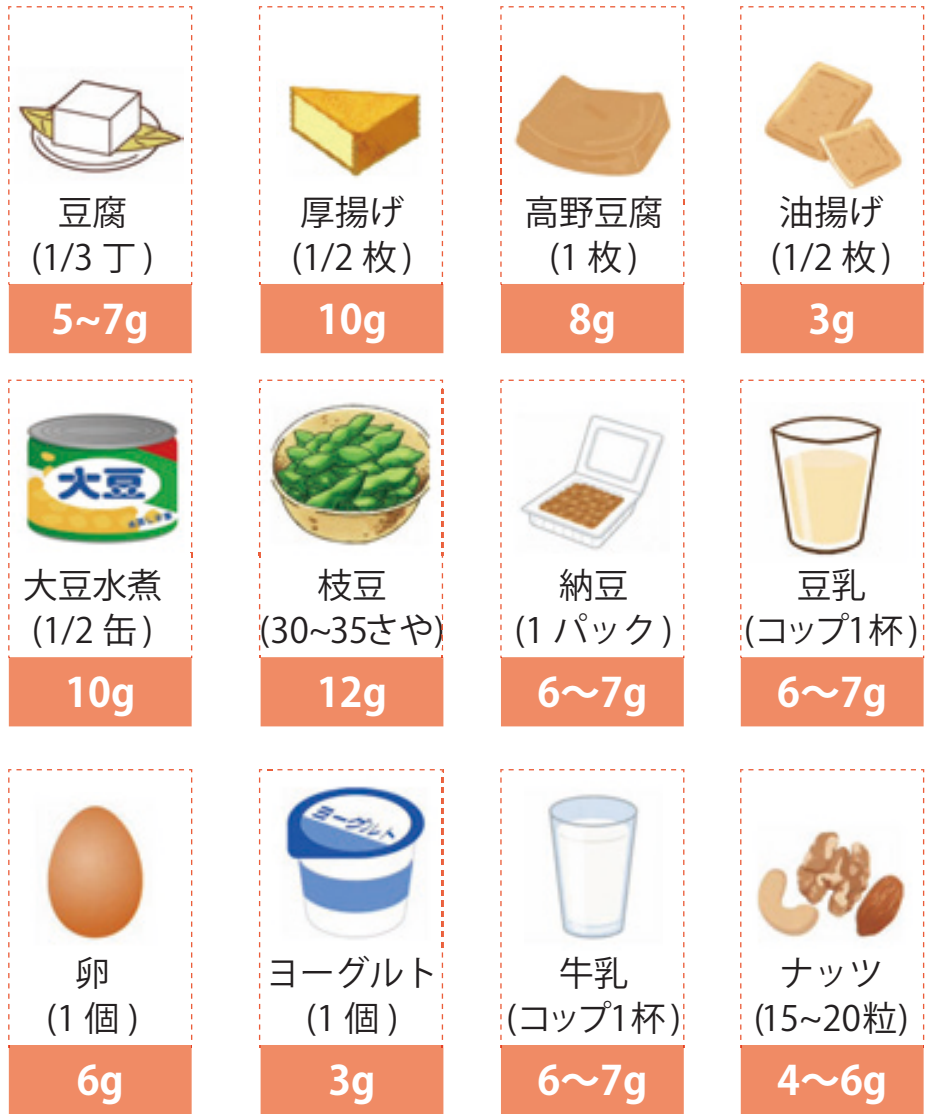 豆腐
(1/3 丁)
5~7g
厚揚げ
(1/2 枚)
10g
高野豆腐
(1 枚)
8g
油揚げ
(1/2 枚)
3g
大豆
大豆水煮
(1/2 缶)
10g
枝豆
(30~35さや)
12g
納豆
(1 パック)
6〜7g
豆乳
(コップ1杯)
6〜7g
卵
(1 個)
6g
ヨーグルト
ヨーグルト
(1 個)
3g
牛乳
(コップ1杯)
6〜7g
ナッツ
(15~20粒)
4〜6g